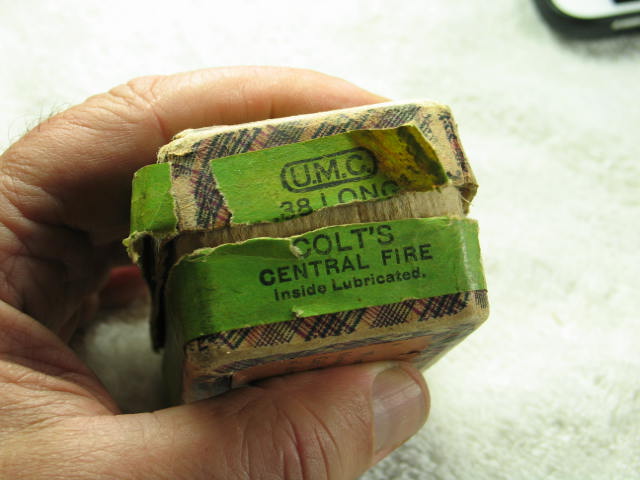 U.M.C.
.38 LONG
COLT'S
CENTRAL FIRE
Inside Lubricated.